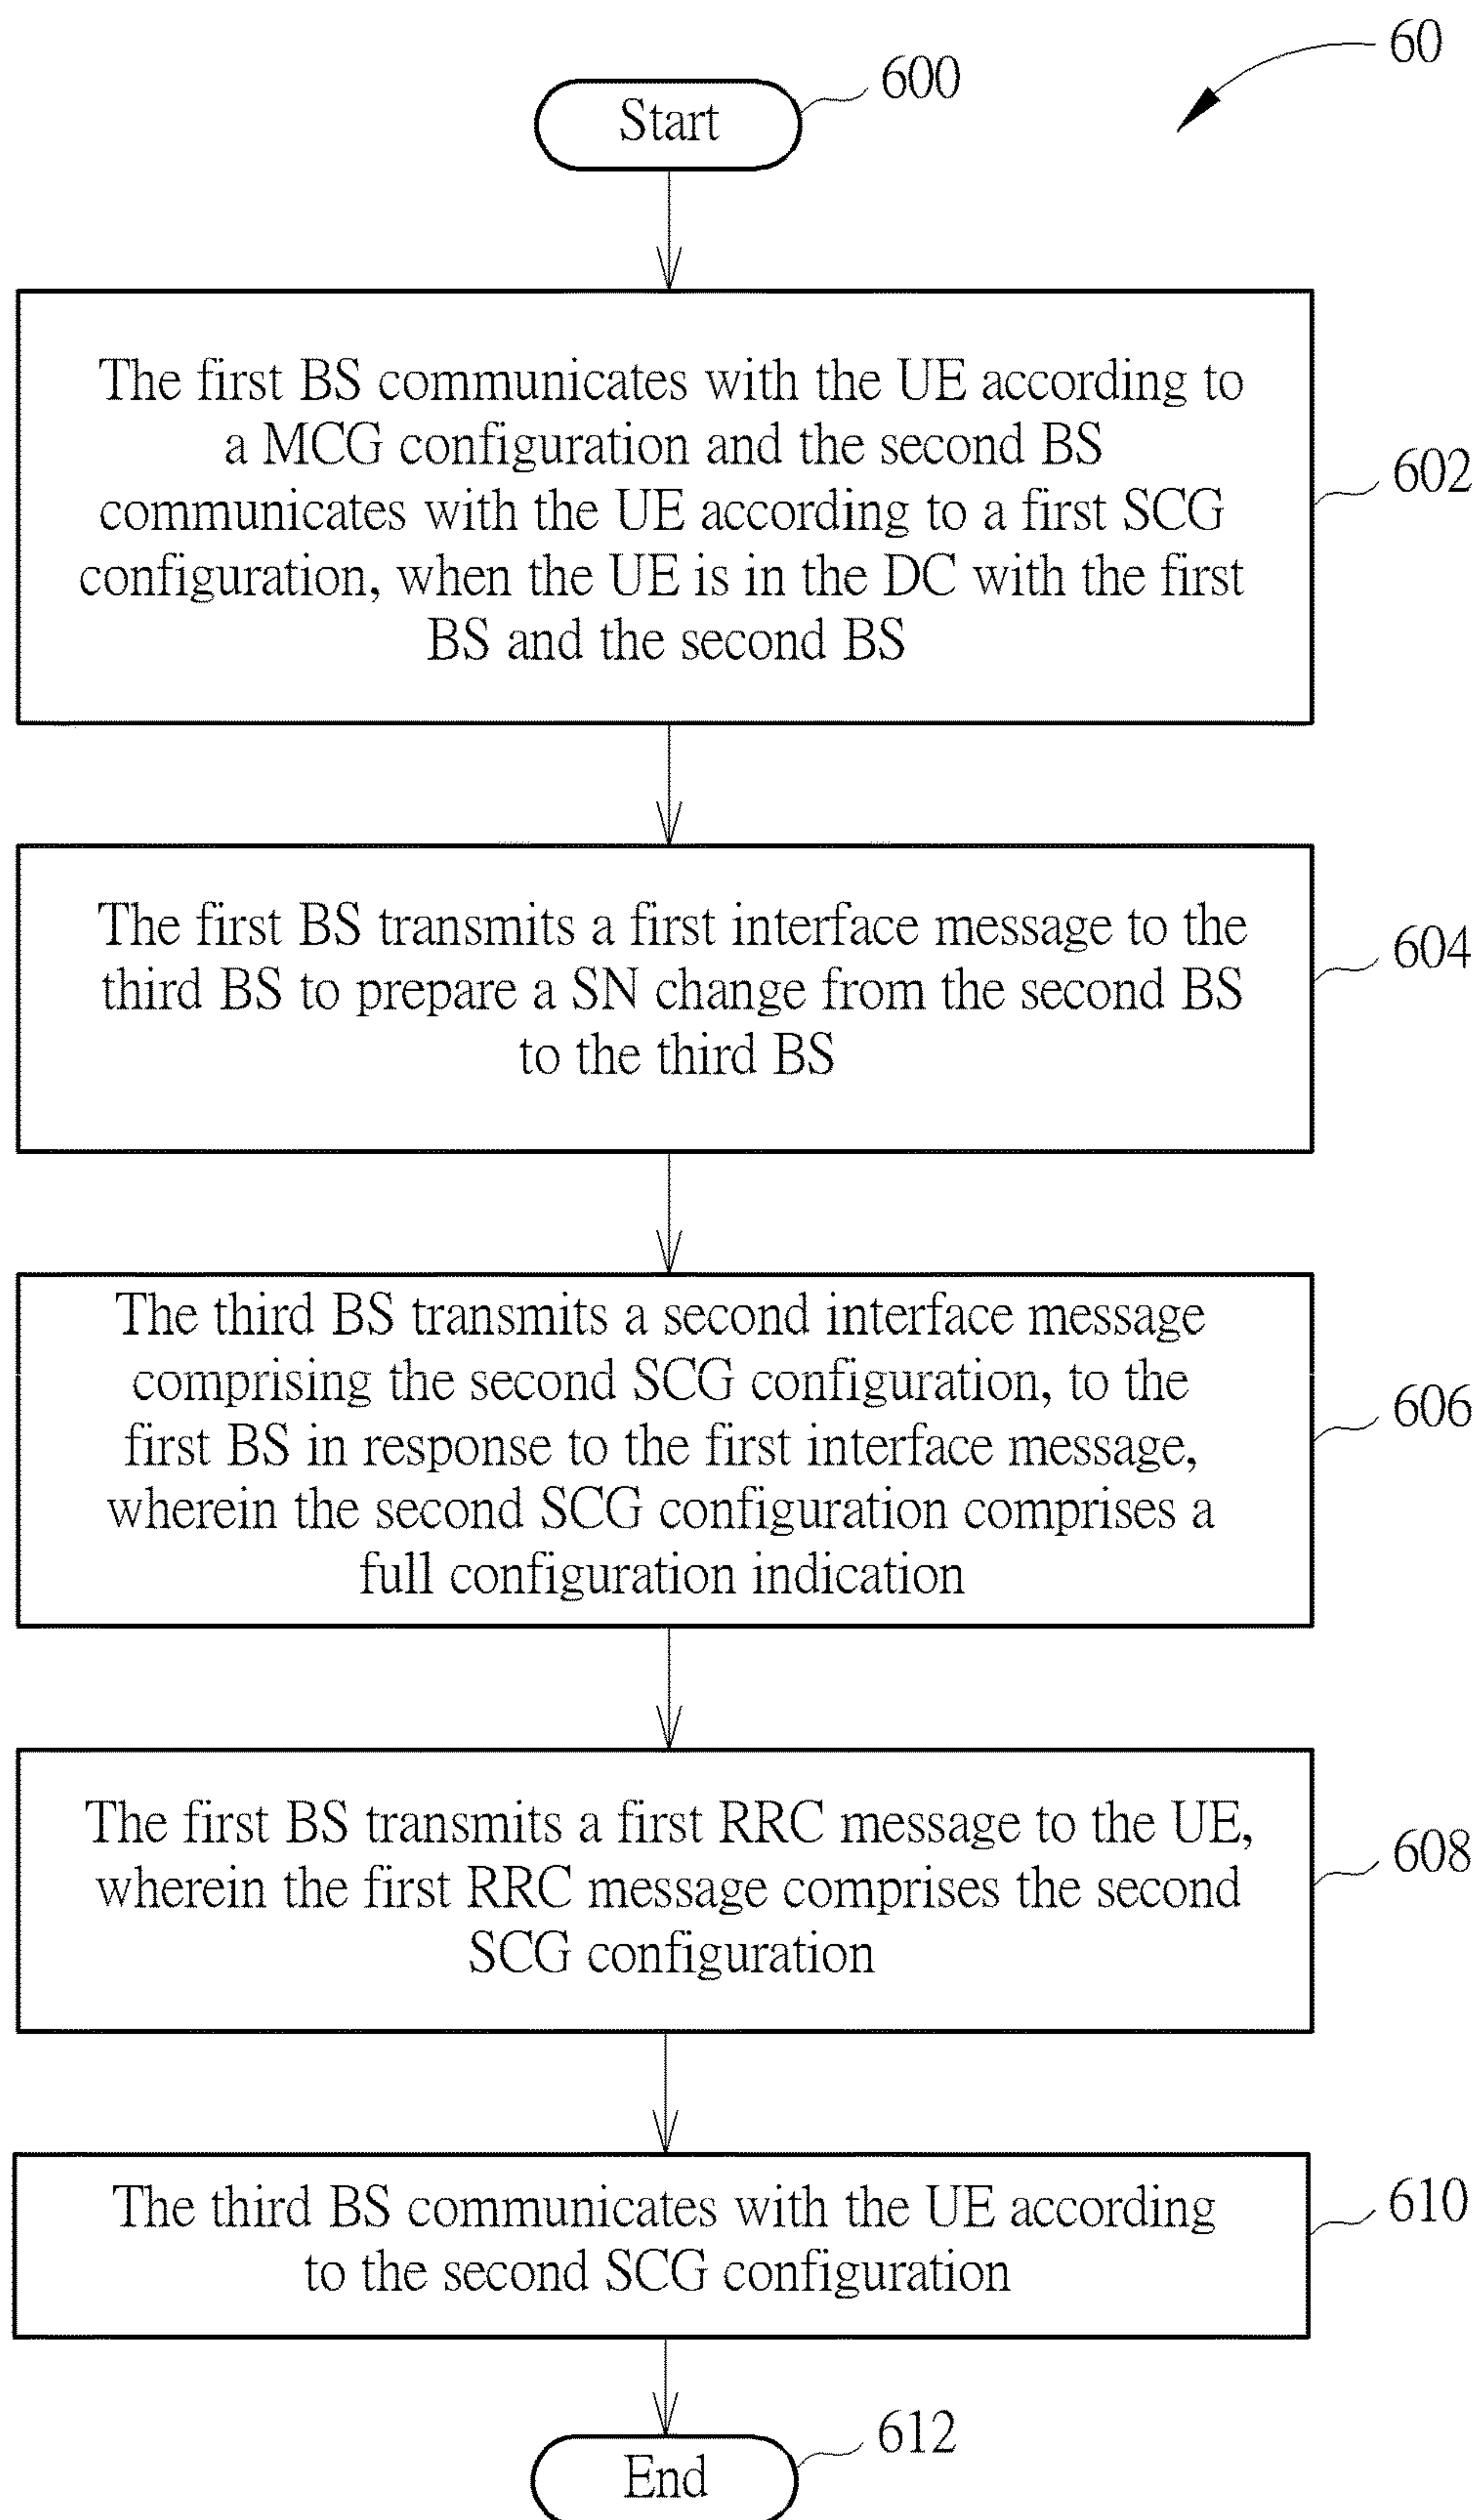 60
600
Start
The first BS communicates with the UE according to
a MCG configuration and the second BS
communicates with the UE according to a first SCG
configuration, when the UE is in the DC with the first
BS and the second BS
602
The first BS transmits a first interface message to the
third BS to prepare a SN change from the second BS
to the third BS
604
The third BS transmits a second interface message
comprising the second SCG configuration, to the
first BS in response to the first interface message,
wherein the second SCG configuration comprises a
full configuration indication
606
The first BS transmits a first RRC message to the UE,
wherein the first RRC message comprises the second
SCG configuration
608
The third BS communicates with the UE according
to the second SCG configuration
610
612
End